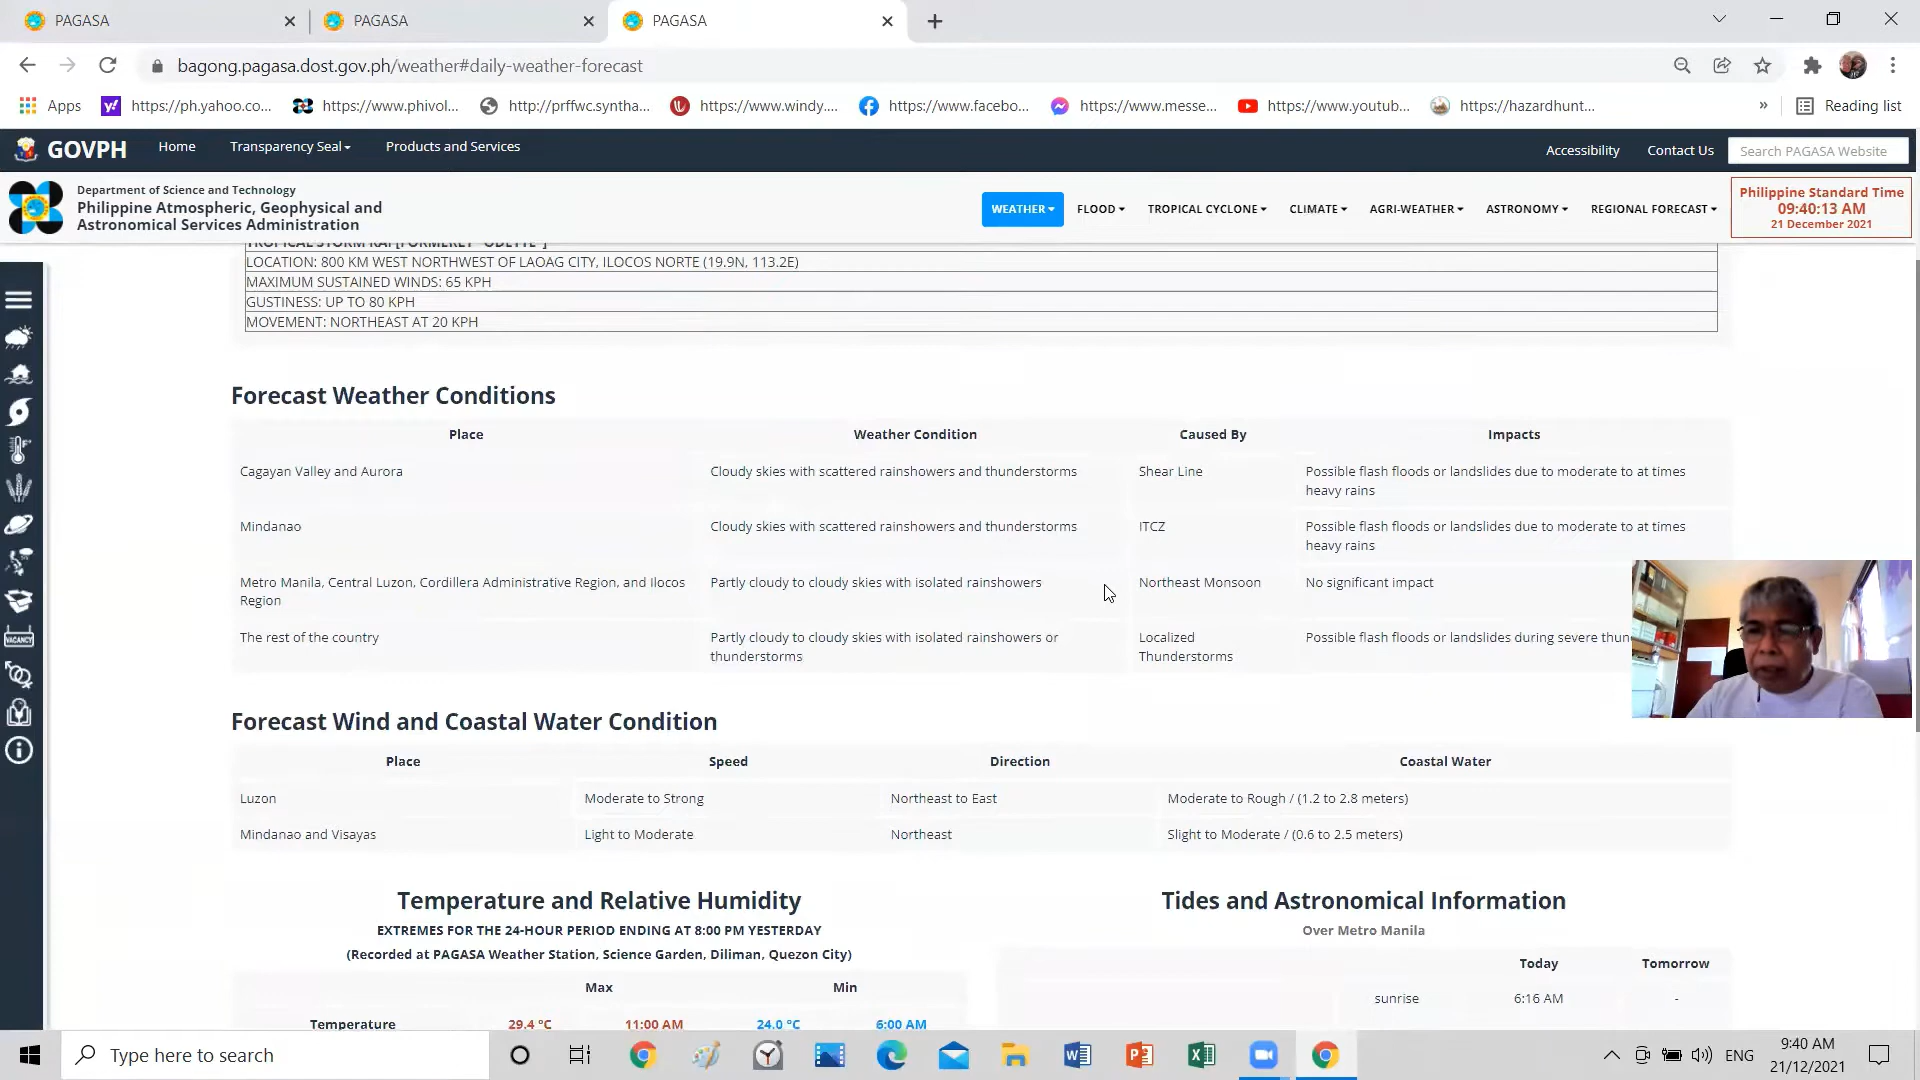 PAGASA
PAGASA
PAGASA
bagong.pagasa.dost.gov.ph/weather#daily-weather-forecast
Apps
https://ph.yahoo.co...
https://www.phivol...
http://prffwc.syntha...
https://www.windy....
https://www.facebo...
https://www.messe...
https://www.youtub...
https://hazardhunt...
»
Reading list
GOVPH
Home
Transparency Seal
Products and Services
Accessibility
Contact Us
Search PAGASA Website
Department of Science and Technology
Philippine Atmospheric, Geophysical and
Astronomical Services Administration
WEATHER
FLOOD
TROPICAL CYCLONE
CLIMATE
AGRI-WEATHER
ASTRONOMY
REGIONAL FORECAST
Philippine Standard Time
09:40:13 AM
21 December 2021
TROPICAL STORM RAI [FORMERLY "ODETTE"]
LOCATION: 800 KM WEST NORTHWEST OF LAOAG CITY, ILOCOS NORTE (19.9N, 113.2E)
MAXIMUM SUSTAINED WINDS: 65 KPH
GUSTINESS: UP TO 80 KPH
MOVEMENT: NORTHEAST AT 20 KPH
Forecast Weather Conditions
Place Weather Condition Caused By Impacts
Cagayan Valley and Aurora Cloudy skies with scattered rainshowers and thunderstorms Shear Line Possible flash floods or landslides due to moderate to at times
heavy rains
Mindanao Cloudy skies with scattered rainshowers and thunderstorms ITCZ Possible flash floods or landslides due to moderate to at times
heavy rains
Metro Manila, Central Luzon, Cordillera Administrative Region, and Ilocos Partly cloudy to cloudy skies with isolated rainshowers Northeast Monsoon No significant impact
Region
The rest of the country Partly cloudy to cloudy skies with isolated rainshowers or Localized Possible flash floods or landslides during severe thun
thunderstorms Thunderstorms
Forecast Wind and Coastal Water Condition
Place Speed Direction Coastal Water
Luzon Moderate to Strong Northeast to East Moderate to Rough / (1.2 to 2.8 meters)
Mindanao and Visayas Light to Moderate Northeast Slight to Moderate / (0.6 to 2.5 meters)
Temperature and Relative Humidity
EXTREMES FOR THE 24-HOUR PERIOD ENDING AT 8:00 PM YESTERDAY
(Recorded at PAGASA Weather Station, Science Garden, Diliman, Quezon City)
Max Min
Temperature 29.4 °C 11:00 AM 24.0 °C 6:00 AM
Tides and Astronomical Information
Over Metro Manila
Today Tomorrow
sunrise 6:16 AM -
VACANCY
Type here to search
ENG
9:40 AM
21/12/2021